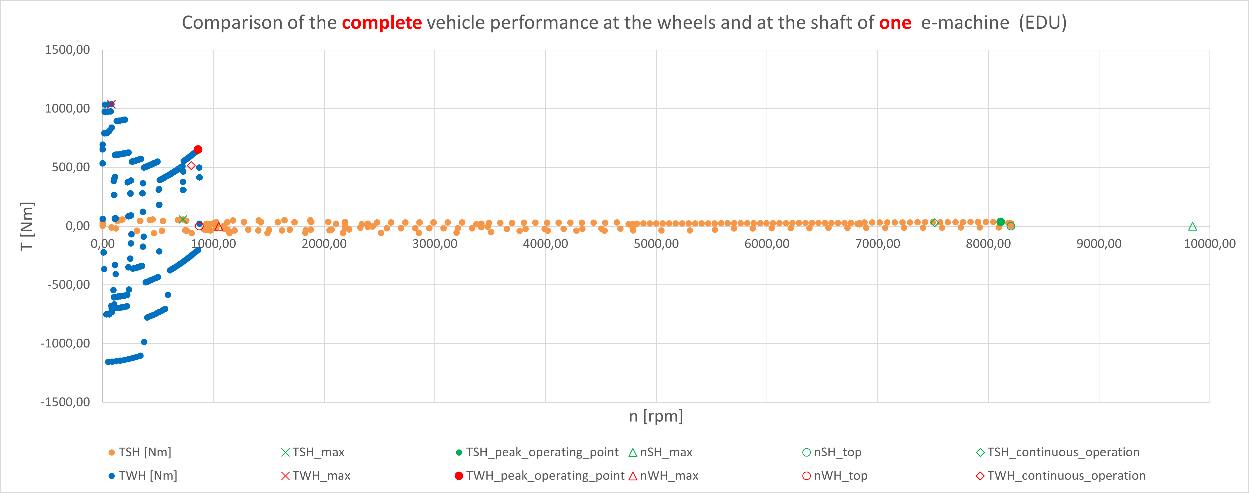 Comparison of the complete vehicle performance at the wheels and at the shaft of one e-machine (EDU)
1500,00
1000,00
500,00
0,00
-500,00
-1000,00
-1500,00
T [Nm]
0,00 1000,00 2000,00 3000,00 4000,00 5000,00 6000,00 7000,00 8000,00 9000,00 10000,00
n [rpm]
TSH [Nm] TSH_max TSH_peak_operating_point nSH_max nSH_top TSH_continuous_operation
TWH [Nm] TWH_max TWH_peak_operating_point nWH_max nWH_top TWH_continuous_operation